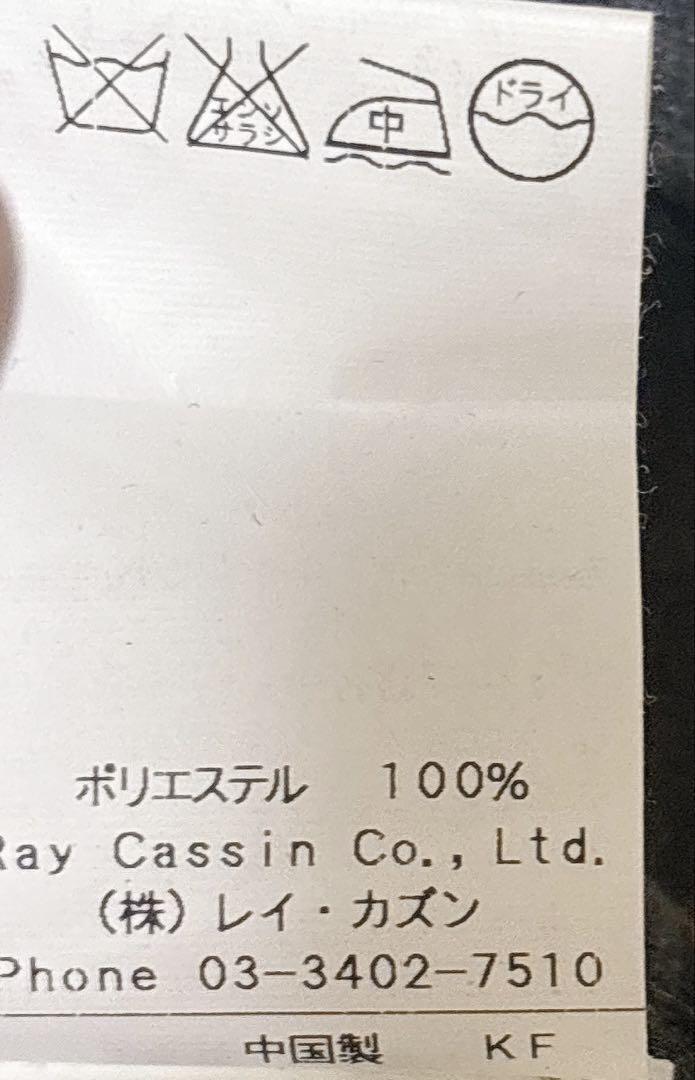 エンソ
サラシ
中
ドライ
ポリエステル 100%
Ray Cassin Co., Ltd.
(株)レイ・カズン
Phone 03-3402-7510
中国製 KF